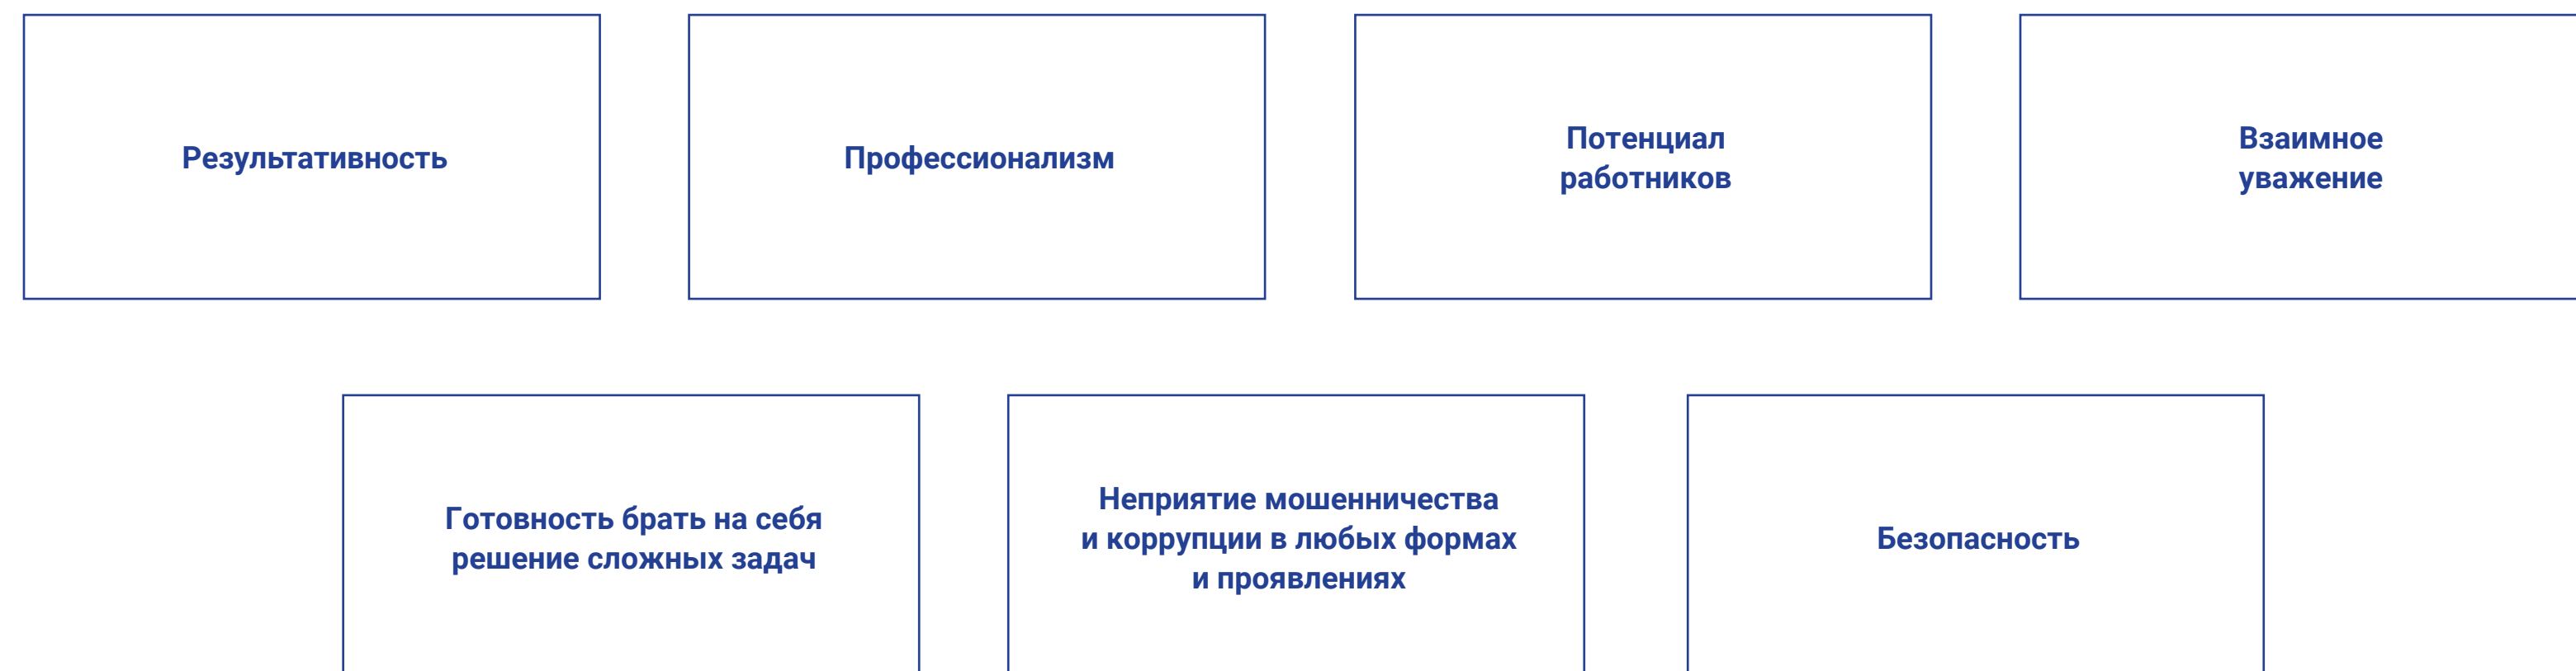 Результативность
Профессионализм
Потенциал
работников
Взаимное
уважение
Готовность брать на себя
решение сложных задач
Неприятие мошенничества
и коррупции в любых формах
и проявлениях
Безопасность